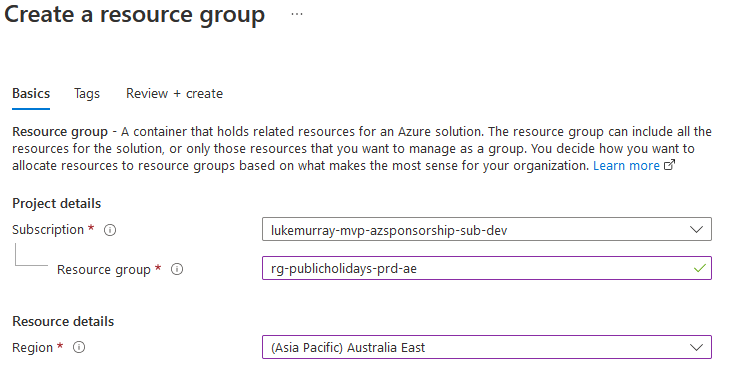 Create a resource group ...
Basics Tags Review + create
Resource group - A container that holds related resources for an Azure solution. The resource group can include all the
resources for the solution, or only those resources that you want to manage as a group. You decide how you want to
allocate resources to resource groups based on what makes the most sense for your organization. Learn more
Project details
Subscription * lukemurray-mvp-azsponsorship-sub-dev
Resource group * rg-publicholidays-prd-ae
Resource details
Region * (Asia Pacific) Australia East